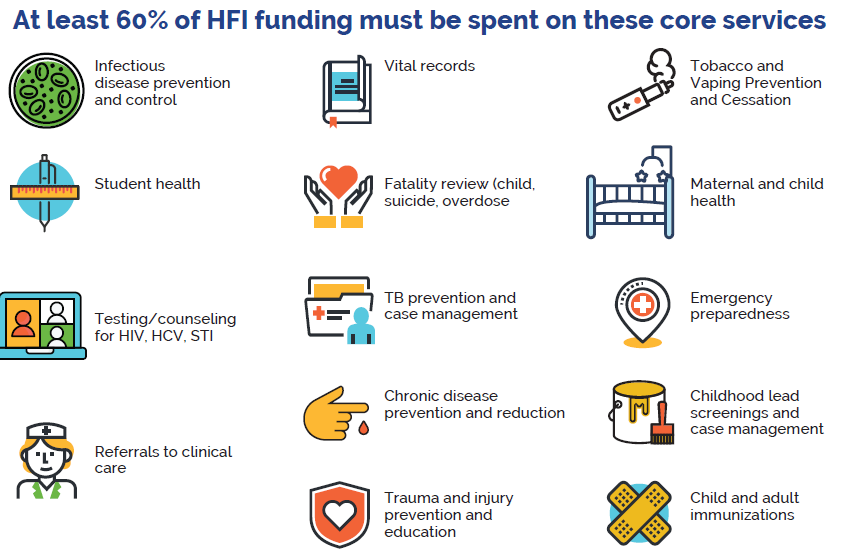 At least 60% of HFI funding must be spent on these core services
Infectious
disease prevention
and control
Student health
Testing/counseling
for HIV, HCV, STI
Referrals to clinical
care
Vital records
Fatality review (child,
suicide, overdose
TB prevention and
case management
Chronic disease
prevention and reduction
Trauma and injury
prevention and
education
Tobacco and
Vaping Prevention
and Cessation
Maternal and child
health
Emergency
preparedness
Childhood lead
screenings and
case management
Child and adult
immunizations